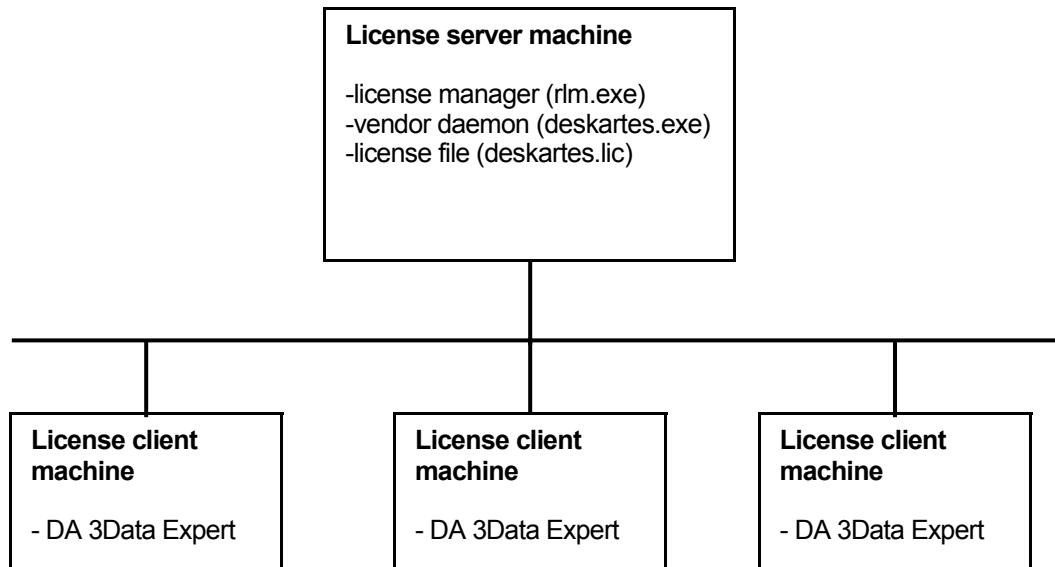 License server machine
-license manager (rlm.exe)
-vendor daemon (deskartes.exe)
-license file (deskartes.lic)
License client
machine
- DA 3Data Expert
License client
machine
- DA 3Data Expert
License client
machine
- DA 3Data Expert